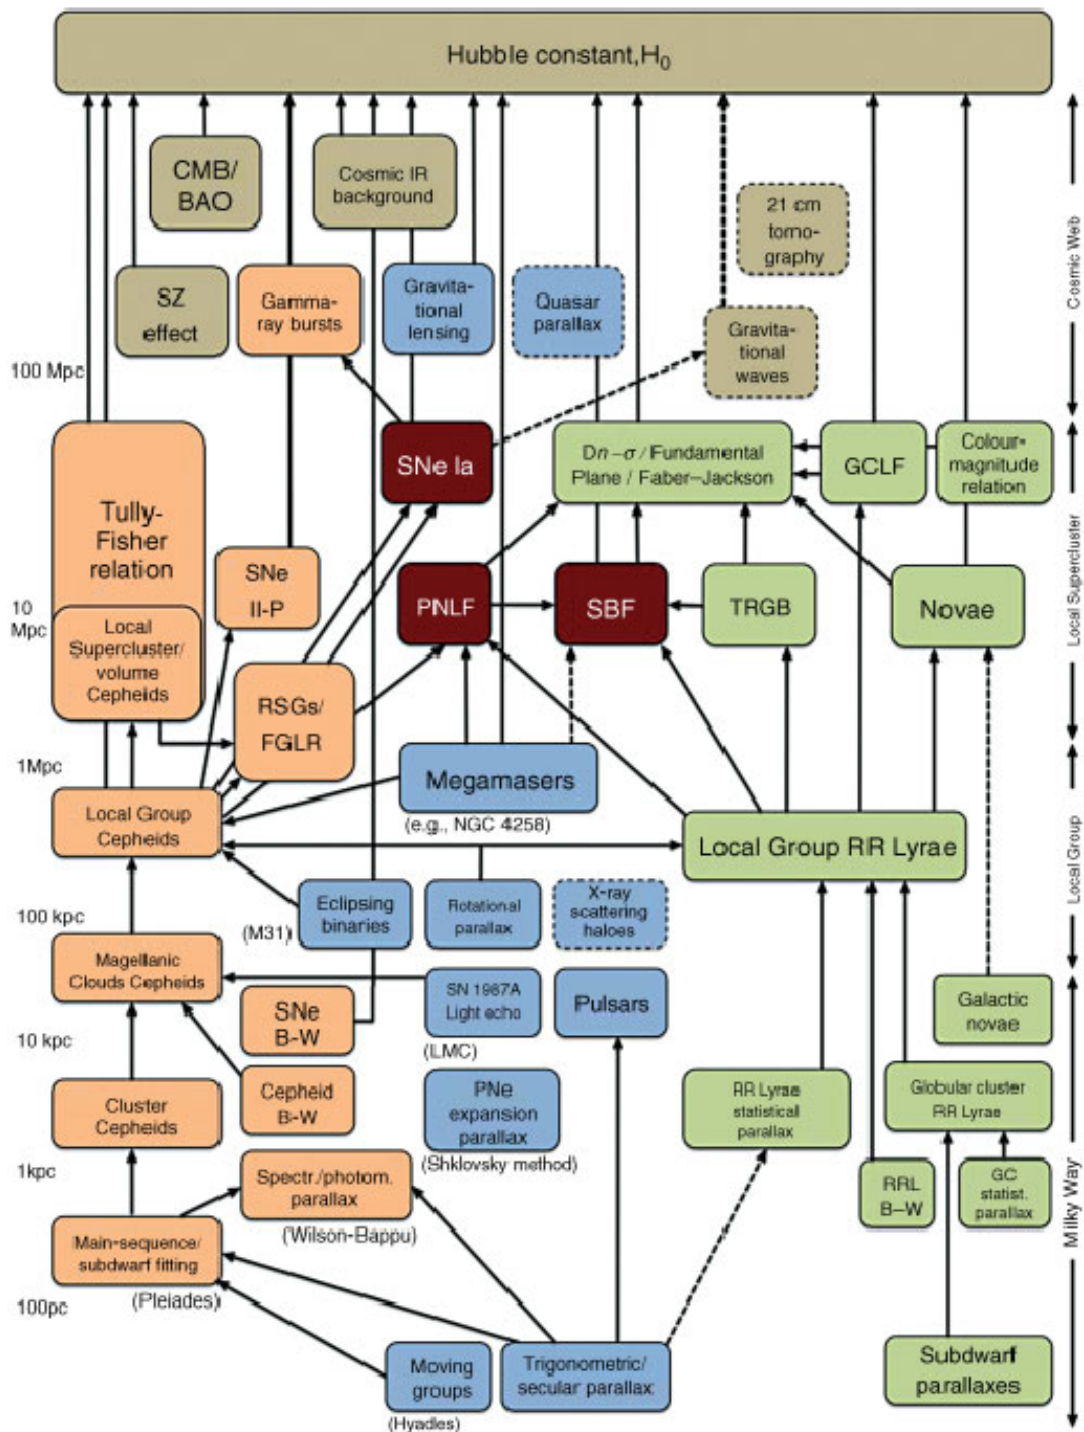 Hubble constant,H0
CMB/
BAO
Cosmic IR
background
21 cm
tomo-
graphy
Cosmic Web
SZ
effect
Gamma-
ray bursts
Gravita-
tional
lensing
Quasar
parallax
Gravita-
tional
waves
100 Mpc
Tully-
Fisher
relation
SNe Ia
Dn–σ / Fundamental
Plane / Faber–Jackson
GCLF
Colour-
magnitude
relation
SNe
II-P
PNLF
SBF
TRGB
Novae
Local Supercluster
10
Mpc
Local
Supercluster/
volume
Cepheids
RSGs/
FGLR
1Mpc
Megamasers
(e.g., NGC 4258)
Local Group
Cepheids
Local Group RR Lyrae
Local Group
Eclipsing
binaries
(M31)
Rotational
parallax
X-ray
scattering
haloes
100 kpc
Magellanic
Clouds Cepheids
SNe
B–W
SN 1987A
Light echo
(LMC)
Pulsars
Galactic
novae
10 kpc
Cluster
Cepheids
Cepheid
B–W
PNe
expansion
parallax
(Shklovsky method)
RR Lyrae
statistical
parallax
Globular cluster
RR Lyrae
1kpc
Spectr./photom.
parallax
(Wilson-Bappu)
RRL
B–W
GC
statist.
parallax
Milky Way
Main-sequence/
subdwarf fitting
(Pleiades)
100pc
Moving
groups
(Hyades)
Trigonometric/
secular parallax
Subdwarf
parallaxes